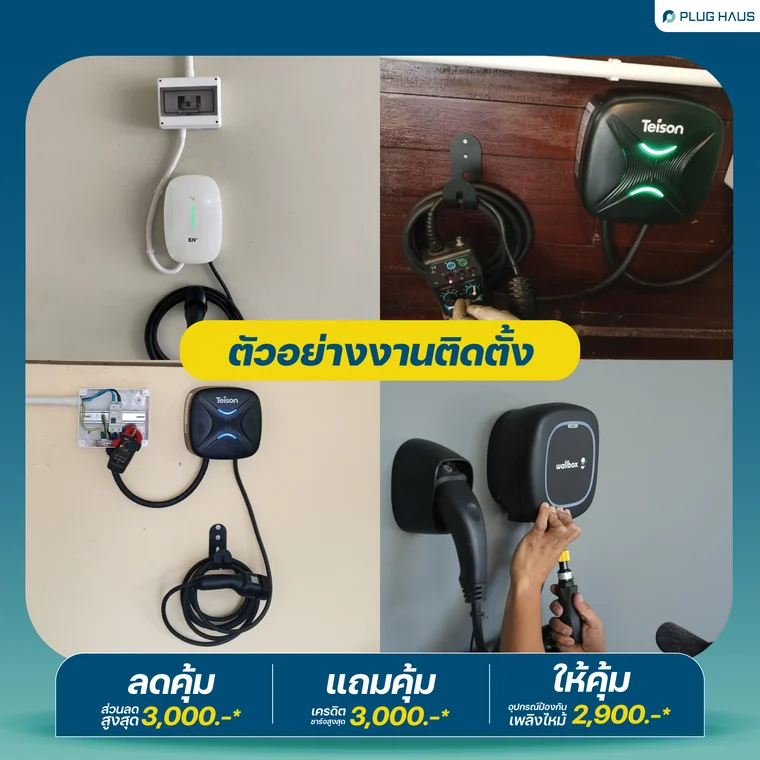 PLUG HAUS
Teison
EN+
ตัวอย่างงานติดตั้ง
Teison
wallbox
ลดคุ้ม
ส่วนลด
สูงสุด 3,000.-*
แถมคุ้ม
เครดิต
ชาร์จสูงสุด 3,000.-*
ให้คุ้ม
อุปกรณ์ป้องกัน
เพลิงไหม้ 2,900.-*